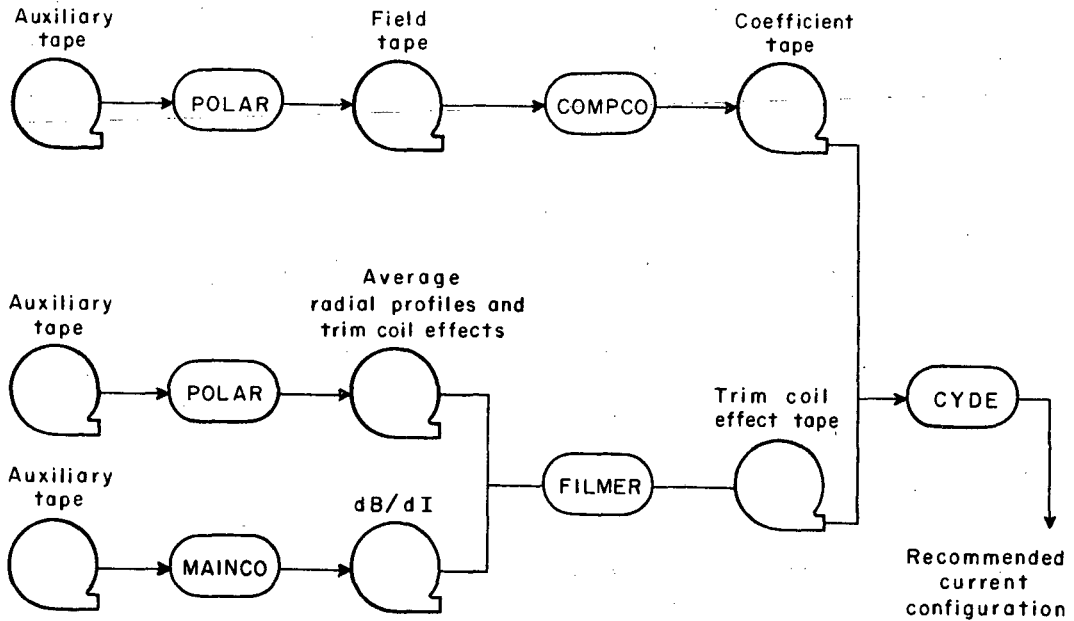 Auxiliary
tape
POLAR
Field
tape
COMPCO
Coefficient
tape
Auxiliary
tape
POLAR
Average
radial profiles and
trim coil effects
Auxiliary
tape
MAINCO
dB/dI
FILMER
Trim coil
effect tape
CYDE
Recommended
current
configuration